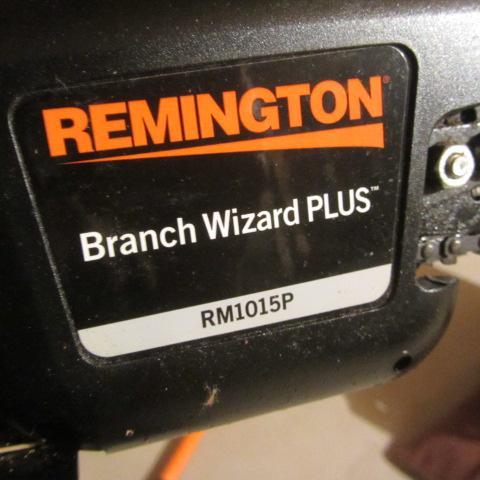 REMINGTON®
Branch Wizard PLUS™
RM1015P